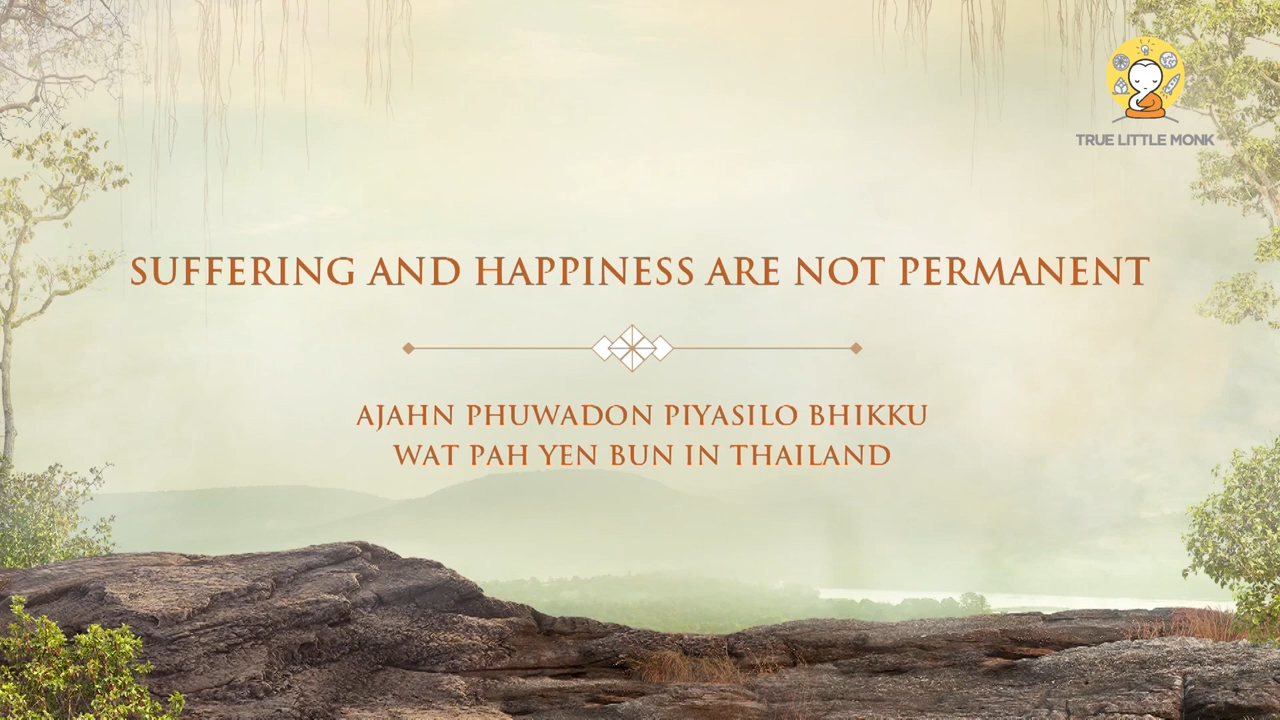 TRUE LITTLE MONK
SUFFERING AND HAPPINESS ARE NOT PERMANENT
AJAHN PHUWADON PIYASILO BHIKKU
WAT PAH YEN BUN IN THAILAND